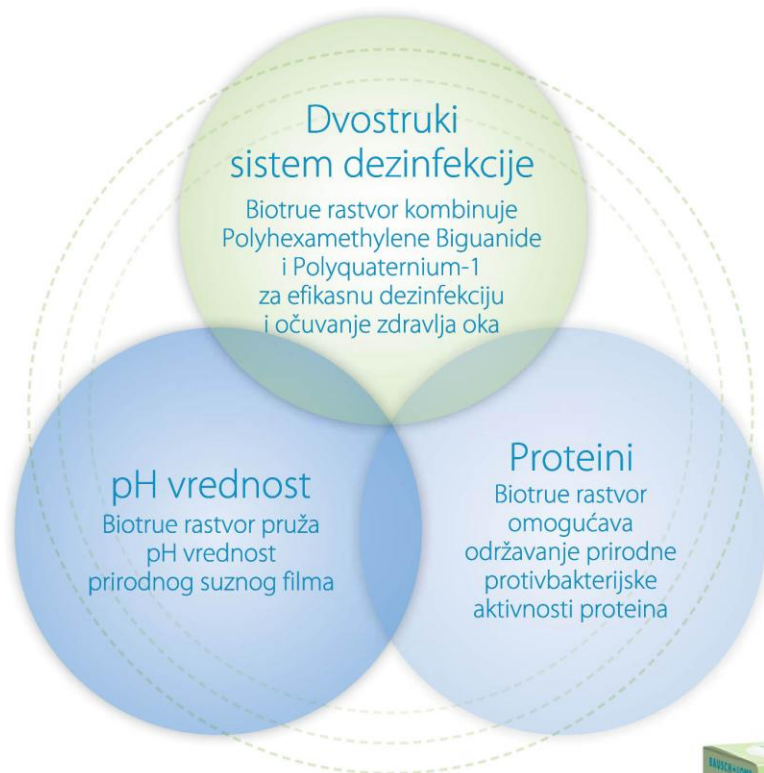 Dvostruki
sistem dezinfekcije
Biotrue rastvor kombinuje
Polyhexamethylene Biguanide
i Polyquaternium-1
za efikasnu dezinfekciju
i očuvanje zdravlja oka
pH vrednost
Biotrue rastvor pruža
pH vrednost
prirodnog suznog filma
Proteini
Biotrue rastvor
omogućava
održavanje prirodne
protivbakterijske
aktivnosti proteina